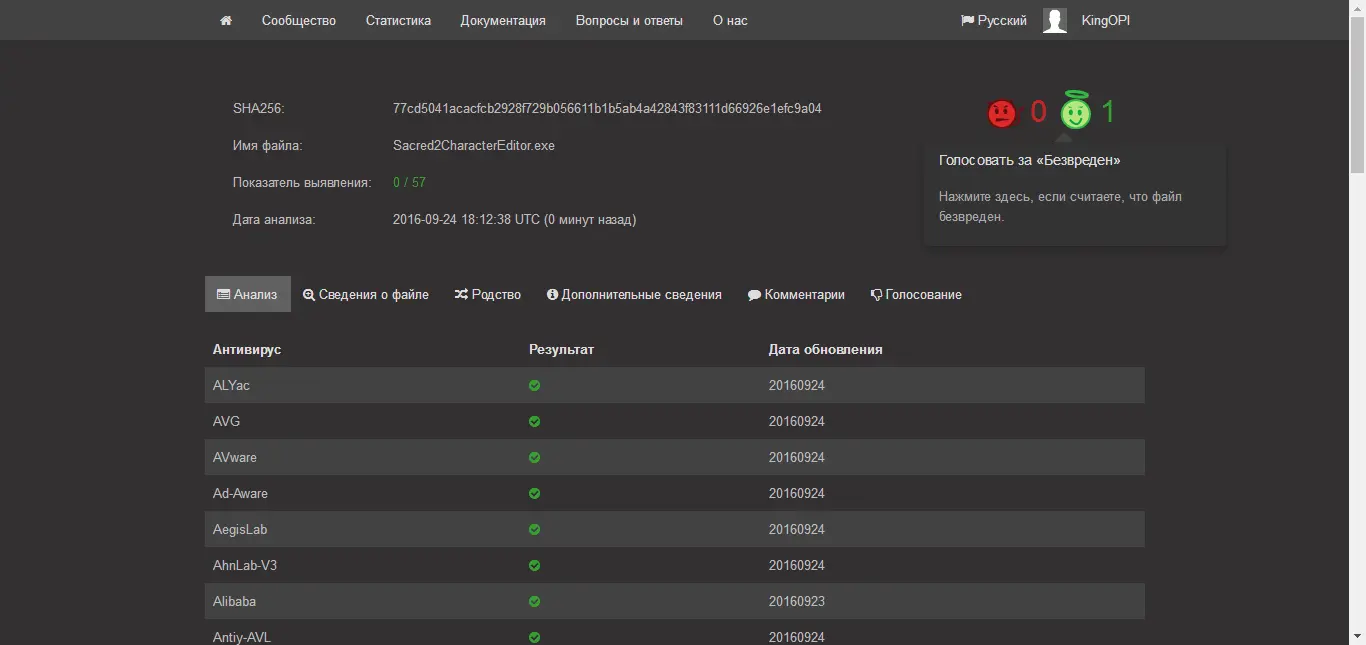 Сообщество Статистика Документация Вопросы и ответы О нас Русский KingOPI
SHA256: 77cd5041acacfcb2928f729b056611b1b5ab4a42843f83111d66926e1efc9a04
0 1
Имя файла: Sacred2CharacterEditor.exe
Голосовать за «Безвреден»
Показатель выявления: 0 / 57
Нажмите здесь, если считаете, что файл
безвреден.
Дата анализа: 2016-09-24 18:12:38 UTC (0 минут назад)
Анализ Сведения о файле Родство Дополнительные сведения Комментарии Голосование
Антивирус Результат Дата обновления
ALYac 20160924
AVG 20160924
AVware 20160924
Ad-Aware 20160924
AegisLab 20160924
AhnLab-V3 20160924
Alibaba 20160923
Antiy-AVL 20160924